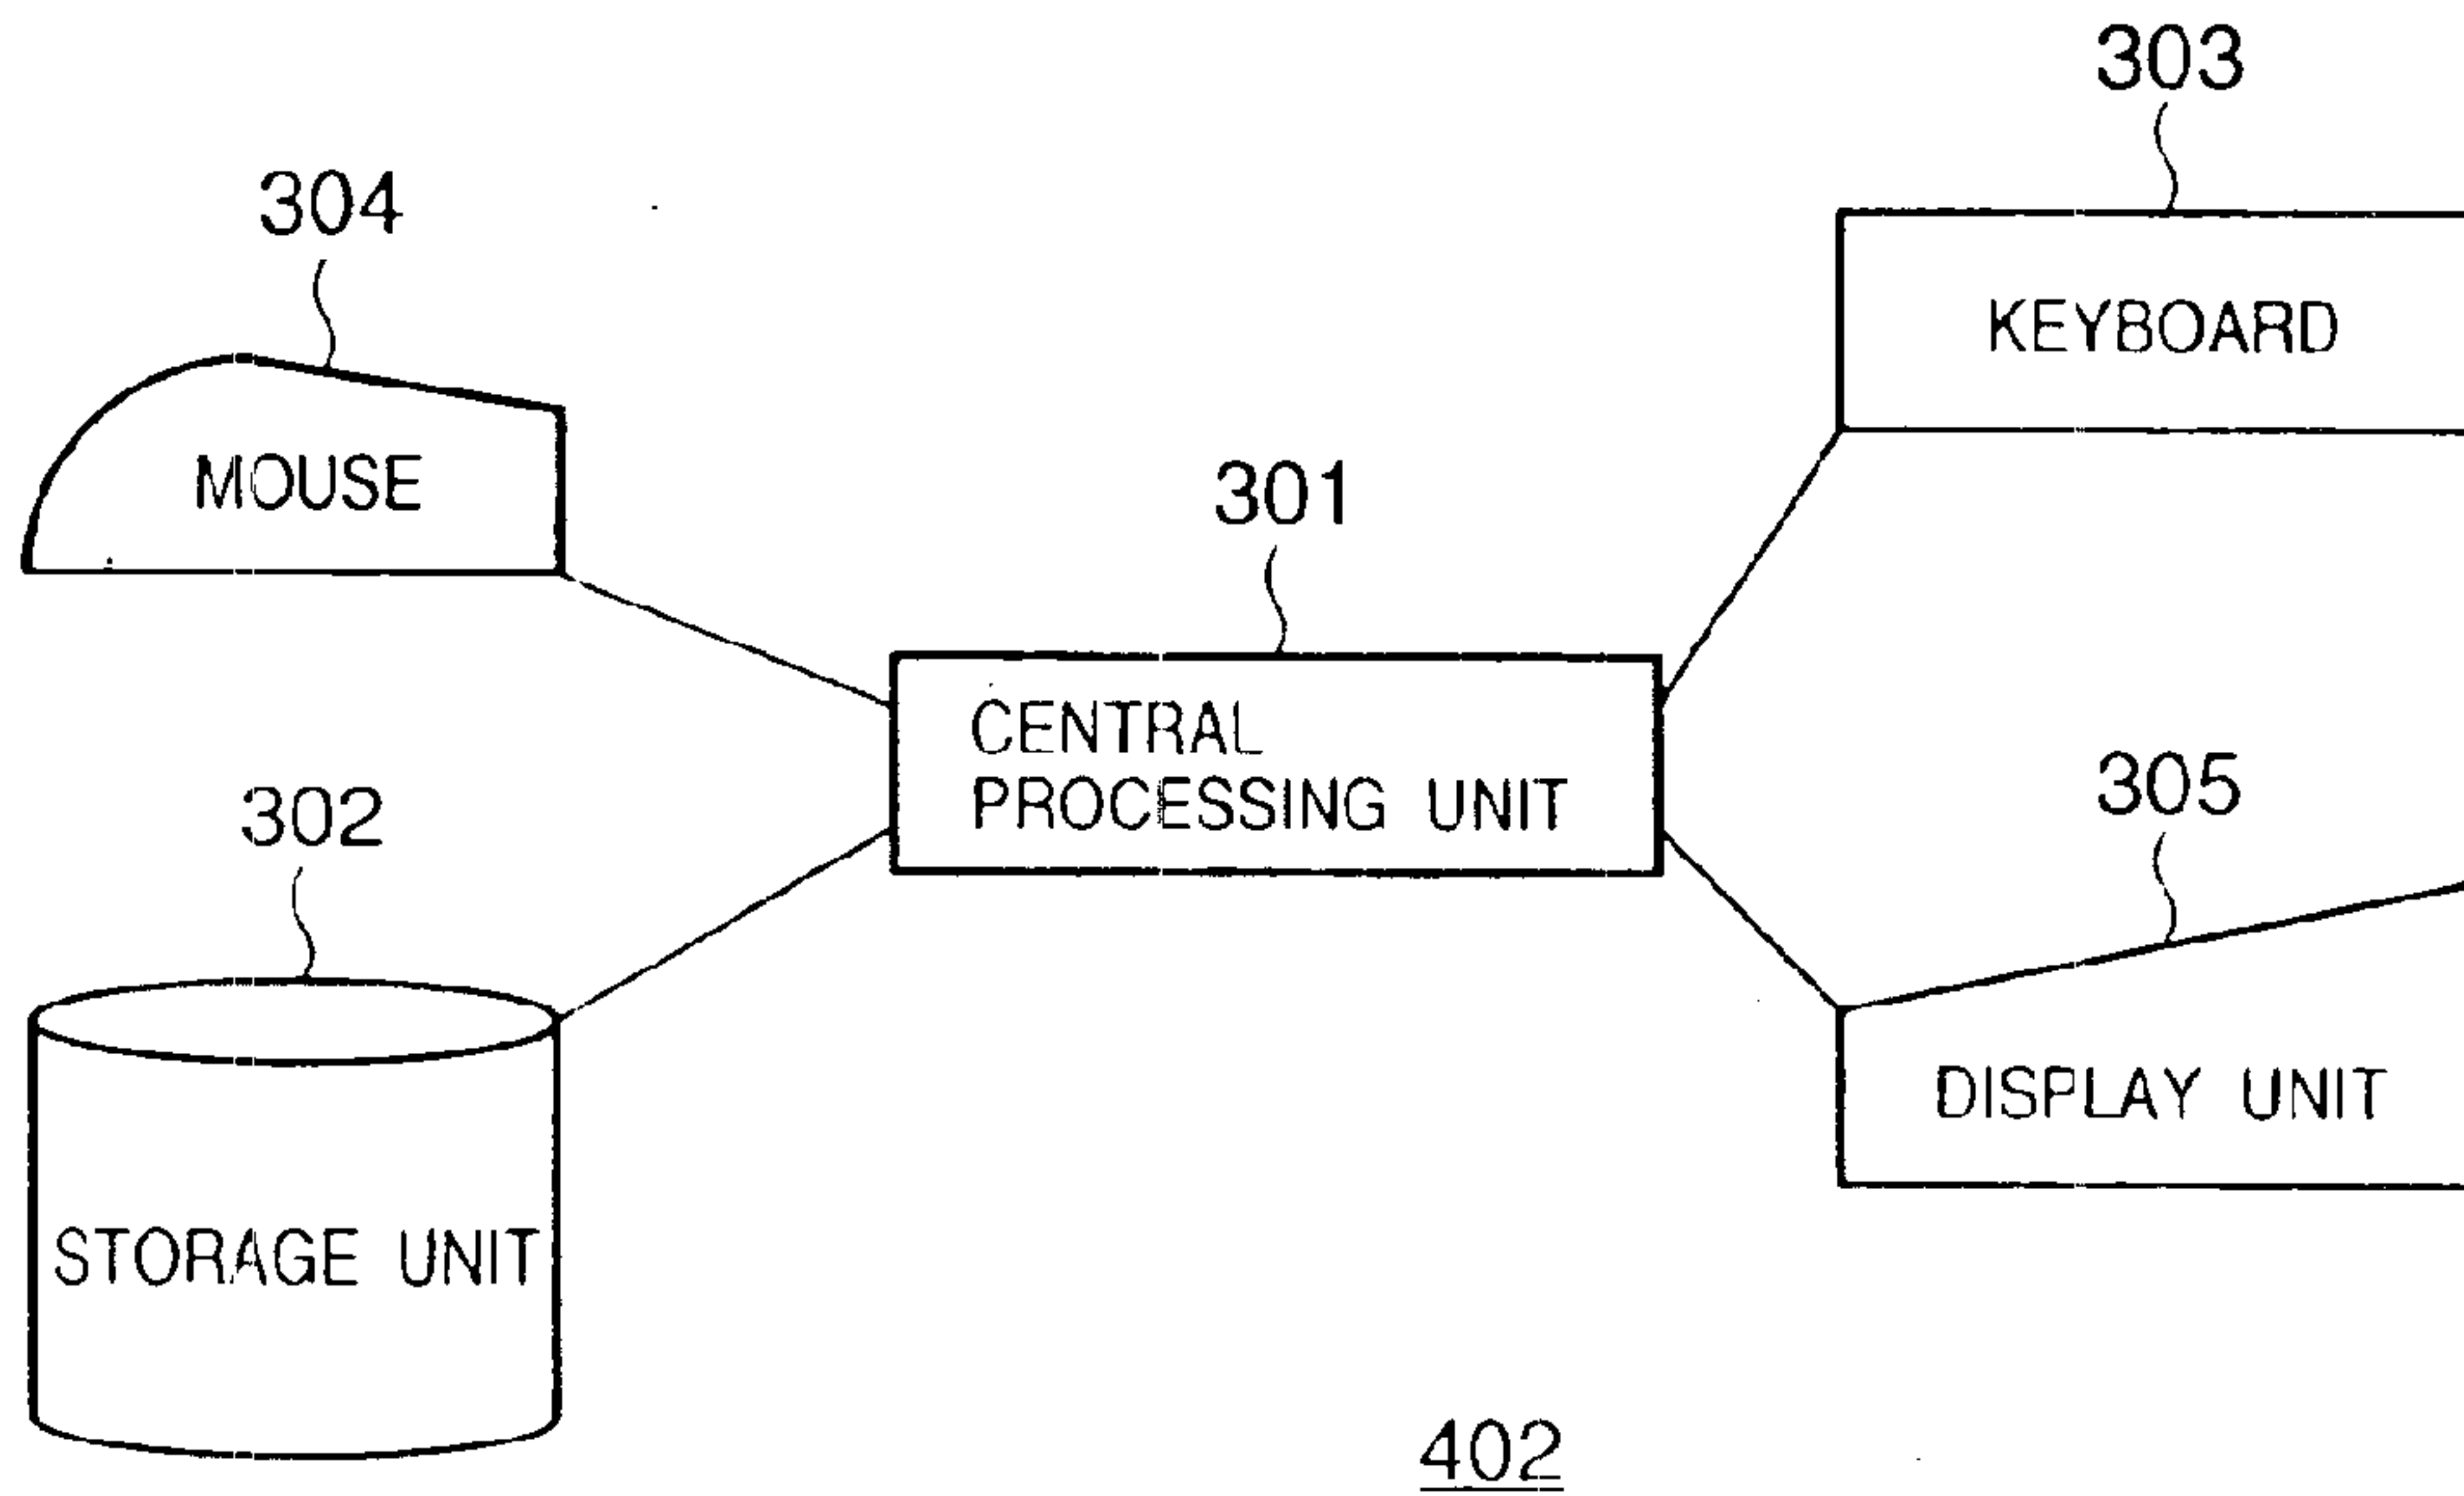 303
304
KEYBOARD
MOUSE
301
CENTRAL
PROCESSING UNIT
305
302
DISPLAY UNIT
STORAGE UNIT
402